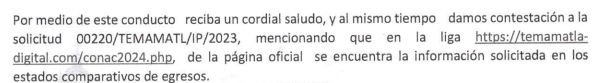 Por medio de este conducto reciba un cordial saludo, y al mismo tiempo damos contestación a la
solicitud 00220/TEMAMATL/IP/2023, mencionando que en la liga https://temamatla-
digital.com/conac2024.php, de la página oficial se encuentra la información solicitada en los
estados comparativos de egresos.